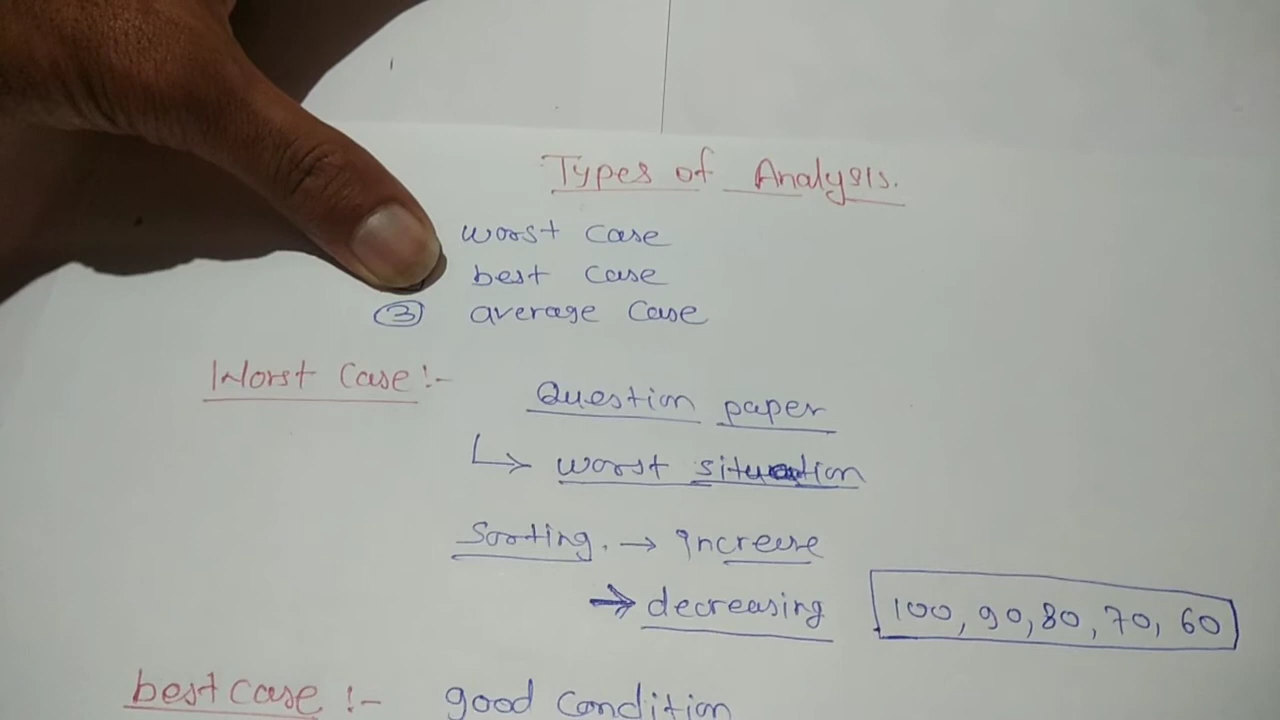 Types of Analysis.
worst case
best case
③ average case
Worst Case :-
Question paper
↳ worst situation
Sorting. → increase
→ decreasing 100, 90, 80, 70, 60
best case :- good condition